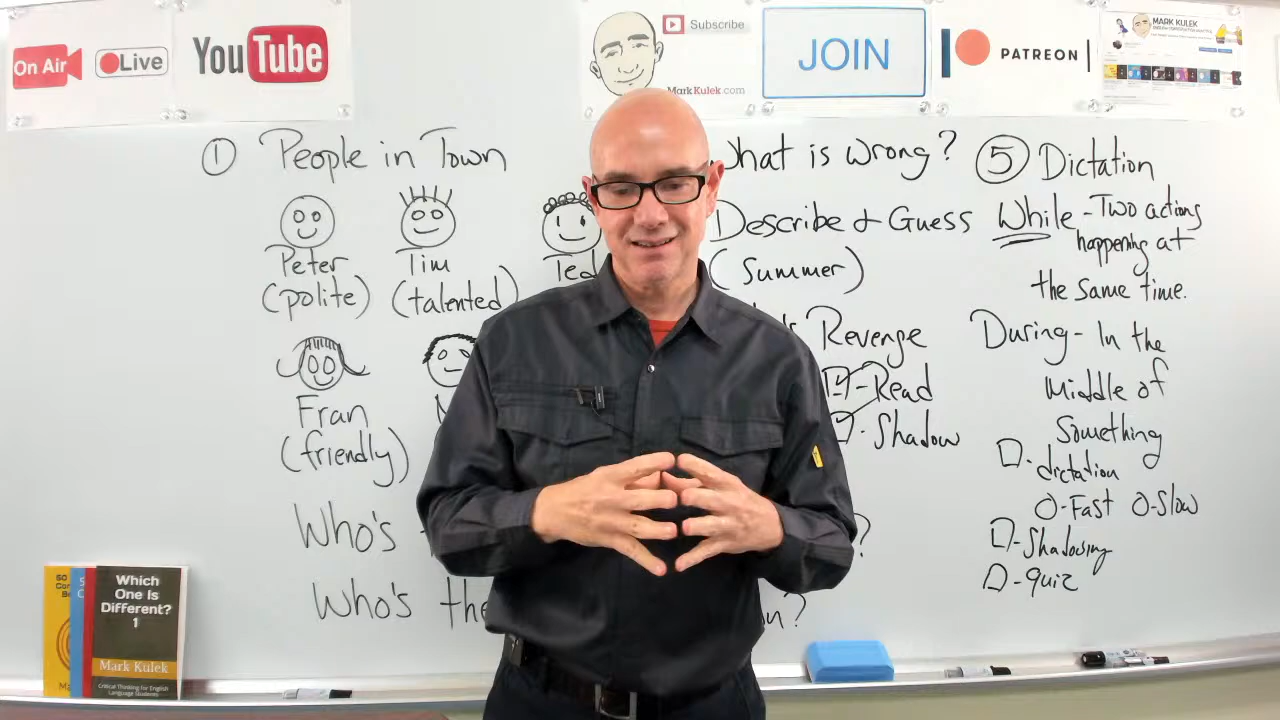 On Air
Live
YouTube
Subscribe
MarkKulek.com
JOIN
PATREON
MARK KULEK
① People in Town
Peter
(polite)
Tim
(talented)
Ted
Fran
(friendly)
Who's
Who's the
What is wrong?
Describe & Guess
(Summer)
Revenge
-Read
-Shadow
?
?
⑤ Dictation
While - Two actions
happening at
the same time.
During - In the
Middle of
Something
- dictation
-Fast -Slow
-Shadowing
-quiz
50
Which
One Is
Different?
1
Mark Kulek
Critical Thinking for English
Language Students